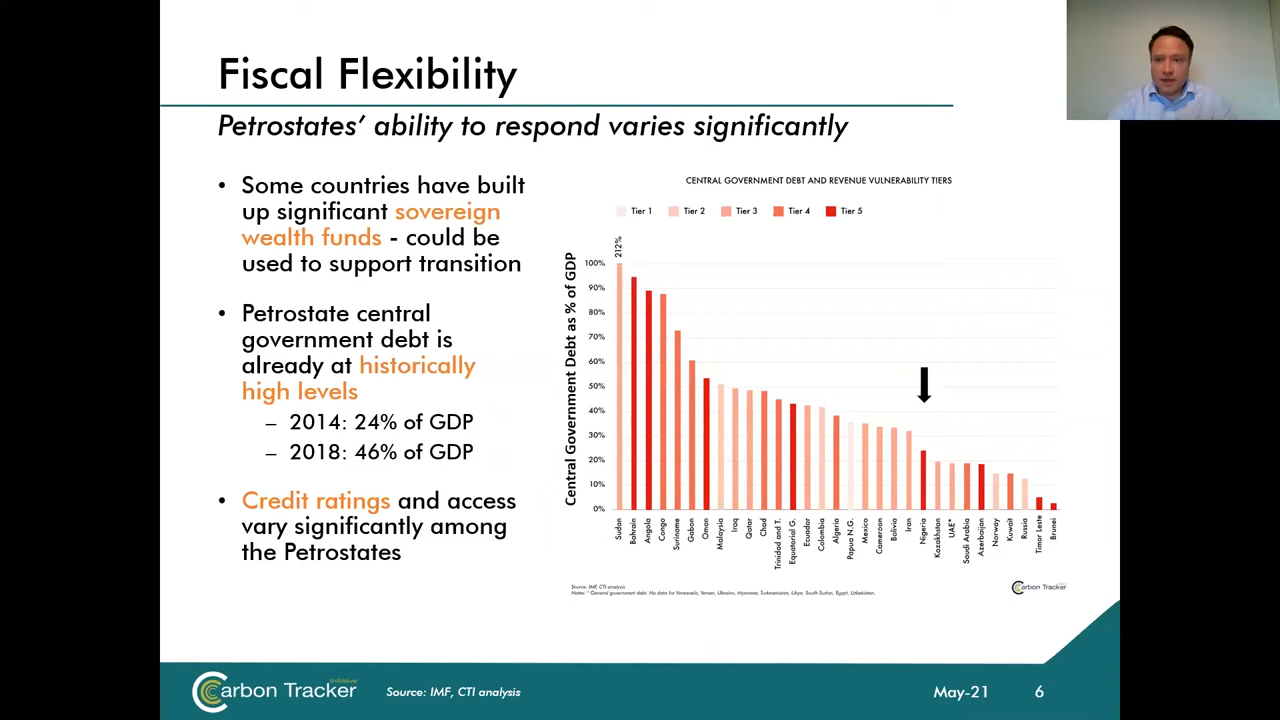 Fiscal Flexibility
Petrostates' ability to respond varies significantly
• Some countries have built
up significant sovereign
wealth funds - could be
used to support transition
• Petrostate central
government debt is
already at historically
high levels
– 2014: 24% of GDP
– 2018: 46% of GDP
• Credit ratings and access
vary significantly among
the Petrostates
CENTRAL GOVERNMENT DEBT AND REVENUE VULNERABILITY TIERS
Tier 1 Tier 2 Tier 3 Tier 4 Tier 5
Central Government Debt as % of GDP
212%
100%
90%
80%
70%
60%
50%
40%
30%
20%
10%
0%
Sudan
Bahrain
Angola
Congo
Suriname
Gabon
Oman
Malaysia
Iraq
Qatar
Chad
Trinidad and T.
Equatorial G.
Ecuador
Colombia
Algeria
Papua N.G.
Mexico
Cameroon
Bolivia
Iran
Nigeria
Kazakhstan
UAE*
Saudi Arabia
Azerbaijan
Norway
Kuwait
Russia
Timor Leste
Brunei
Source: IMF, CTI analysis
Notes: * General government debt. No data for Venezuela, Yemen, Ukraine, Myanmar, Turkmenistan, Libya, South Sudan, Egypt, Uzbekistan.
Carbon Tracker
Carbon Tracker
Initiative
Source: IMF, CTI analysis
May-21
6